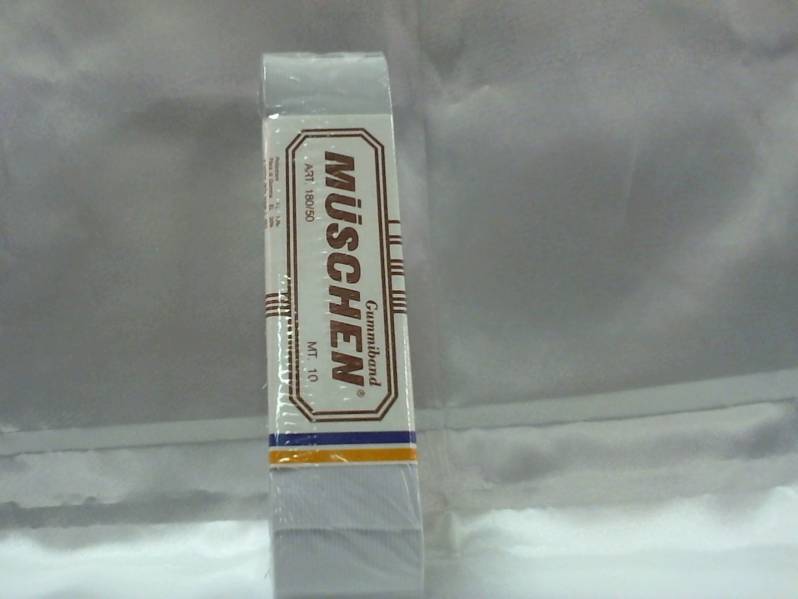 Gummiband
MÜSCHEN®
ART. 180/50
MT. 10